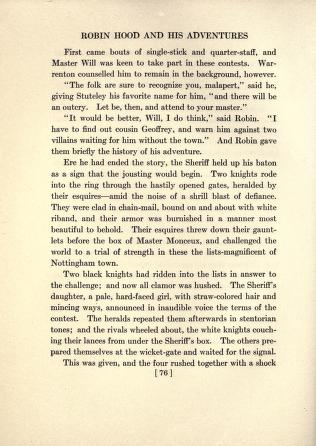 ROBIN HOOD AND HIS ADVENTURES
First came bouts of single-stick and quarter-staff, and
Master Will was keen to take part in these contests. War-
renton counselled him to remain in the background, however.
"The folk are sure to recognize you, malapert," said he,
giving Stuteley his favorite name for him, "and there will be
an outcry. Let be, then, and attend to your master."
"It would be better, Will, I do think," said Robin. "I
have to find out cousin Geoffrey, and warn him against two
villains waiting for him without the town." And Robin gave
them briefly the history of his adventure.
Ere he had ended the story, the Sheriff held up his baton
as a sign that the jousting would begin. Two knights rode
into the ring through the hastily opened gates, heralded by
their esquires—amid the noise of a shrill blast of defiance.
They were clad in chain-mail, bound on and about with white
riband, and their armor was burnished in a manner most
beautiful to behold. Their esquires threw down their gaunt-
lets before the box of Master Monceux, and challenged the
world to a trial of strength in these the lists-magnificent of
Nottingham town.
Two black knights had ridden into the lists in answer to
the challenge; and now all clamor was hushed. The Sheriff's
daughter, a pale, hard-faced girl, with straw-colored hair and
mincing ways, announced in inaudible voice the terms of the
contest. The heralds repeated them afterwards in stentorian
tones; and the rivals wheeled about, the white knights couch-
ing their lances from under the Sheriff's box. The others pre-
pared themselves at the wicket-gate and waited for the signal.
This was given, and the four rushed together with a shock
[ 76 ]